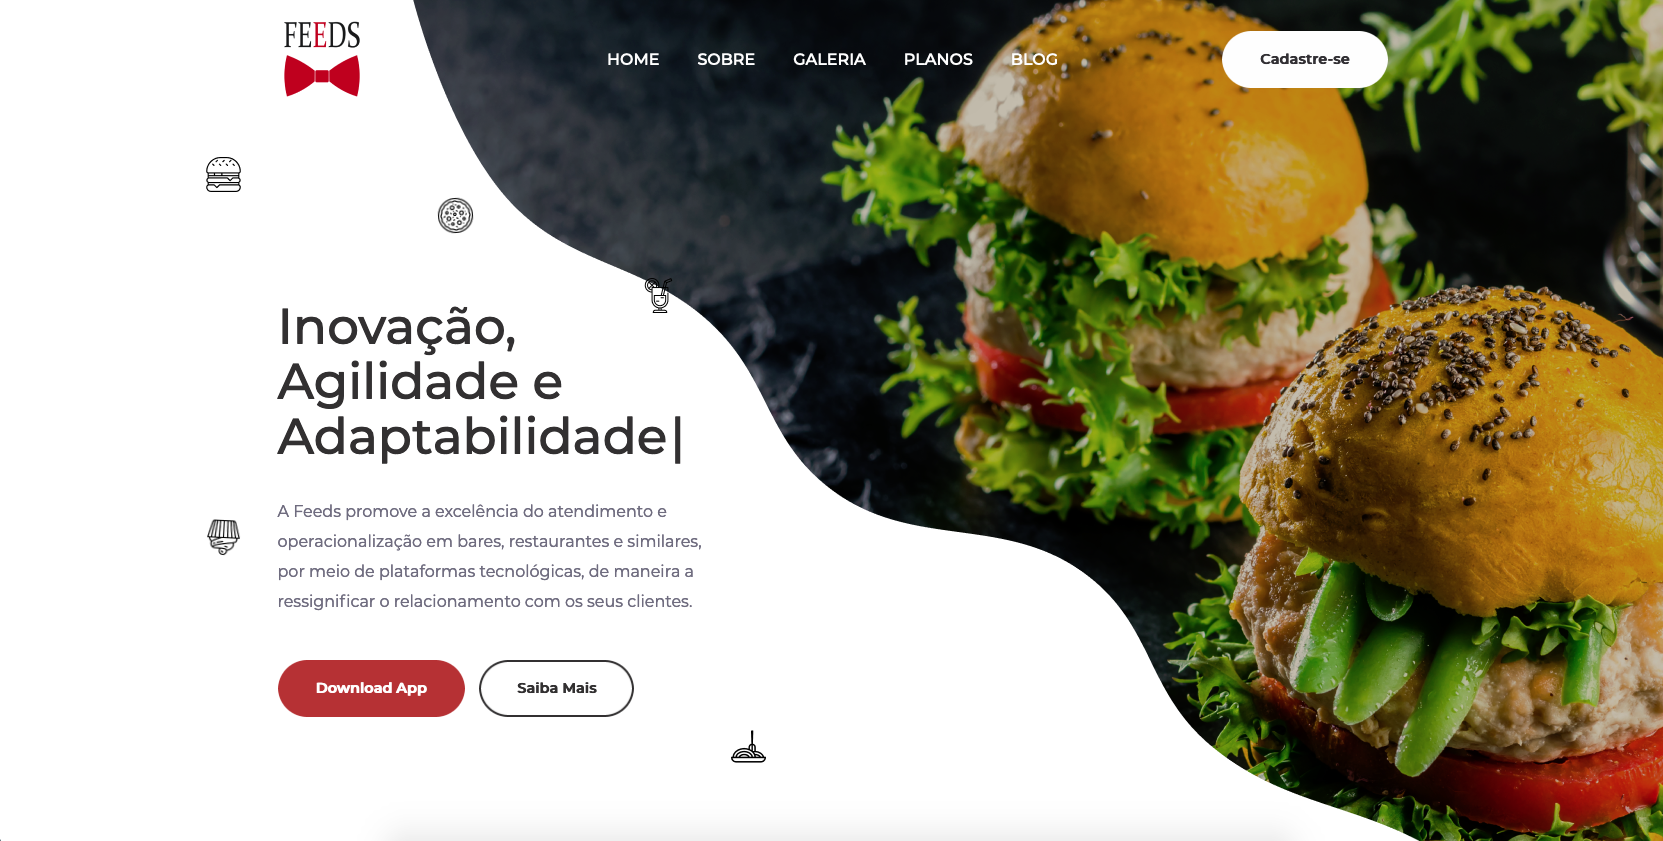 FEEDS
HOME SOBRE GALERIA PLANOS BLOG
Cadastre-se
Inovação,
Agilidade e
Adaptabilidade|
A Feeds promove a excelência do atendimento e
operacionalização em bares, restaurantes e similares,
por meio de plataformas tecnológicas, de maneira a
ressignificar o relacionamento com os seus clientes.
Download App
Saiba Mais